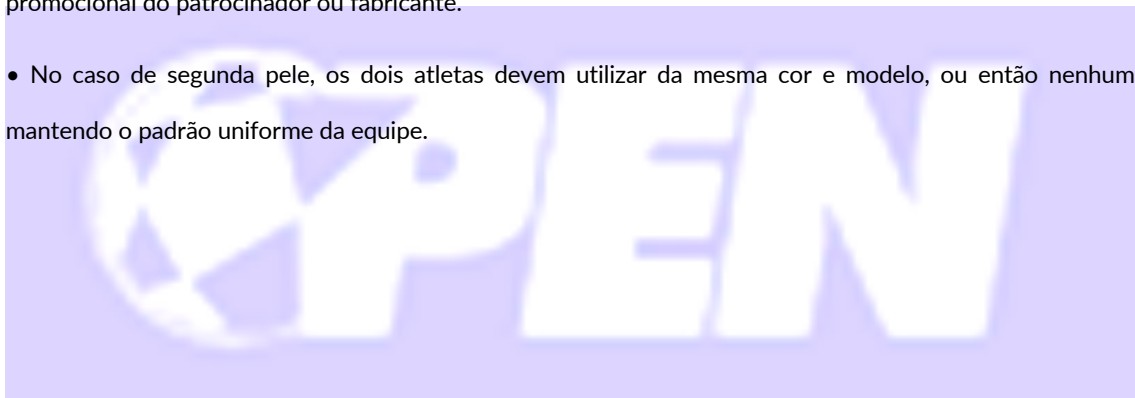 promocional do patrocinador ou fabricante.
• No caso de segunda pele, os dois atletas devem utilizar da mesma cor e modelo, ou então nenhum
mantendo o padrão uniforme da equipe.
OPEN